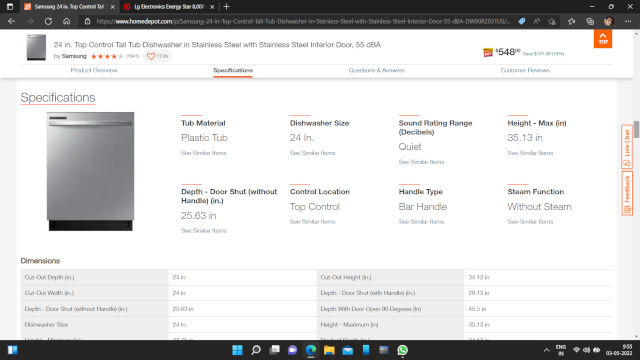 Samsung 24 in. Top Control Tal
Lg Electronics Energy Star 8,000
https://www.homedepot.com/p/Samsung-24-in-Top-Control-Tall-Tub-Dishwasher-in-Stainless-Steel-with-Stainless-Steel-Interior-Door-55-dBA-DW80R2031US/...
24 in. Top Control Tall Tub Dishwasher in Stainless Steel with Stainless Steel Interior Door, 55 dBA
by Samsung (1941) 17.2k
$54800 Save $101.00 (16%)
TOP
Product Overview Specifications Questions & Answers Customer Reviews
Specifications
Tub Material
Plastic Tub
See Similar Items
Dishwasher Size
24 In.
See Similar Items
Sound Rating Range (Decibels)
Quiet
See Similar Items
Height - Max (in)
35.13 in
See Similar Items
Depth - Door Shut (without Handle) (in.)
25.63 in
See Similar Items
Control Location
Top Control
See Similar Items
Handle Type
Bar Handle
See Similar Items
Steam Function
Without Steam
See Similar Items
Live Chat
Feedback
Dimensions
Cut-Out Depth (in.) 24 in Cut-Out Height (in.) 34.13 in
Cut-Out Width (in.) 24 in Depth - Door Shut (with Handle) (in.) 28.13 in
Depth - Door Shut (without Handle) (in.) 25.63 in Depth With Door Open 90 Degrees (in) 45.5 in
Dishwasher Size 24 In. Height - Maximum (in) 35.13 in
ENG
IN
9:55
03-05-2022